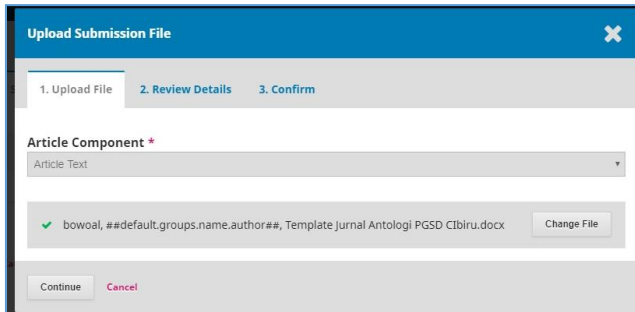 Upload Submission File
1. Upload File 2. Review Details 3. Confirm
Article Component *
Article Text
bowoal, ##default.groups.name.author##, Template Jurnal Antologi PGSD CIbiru.docx Change File
Continue Cancel